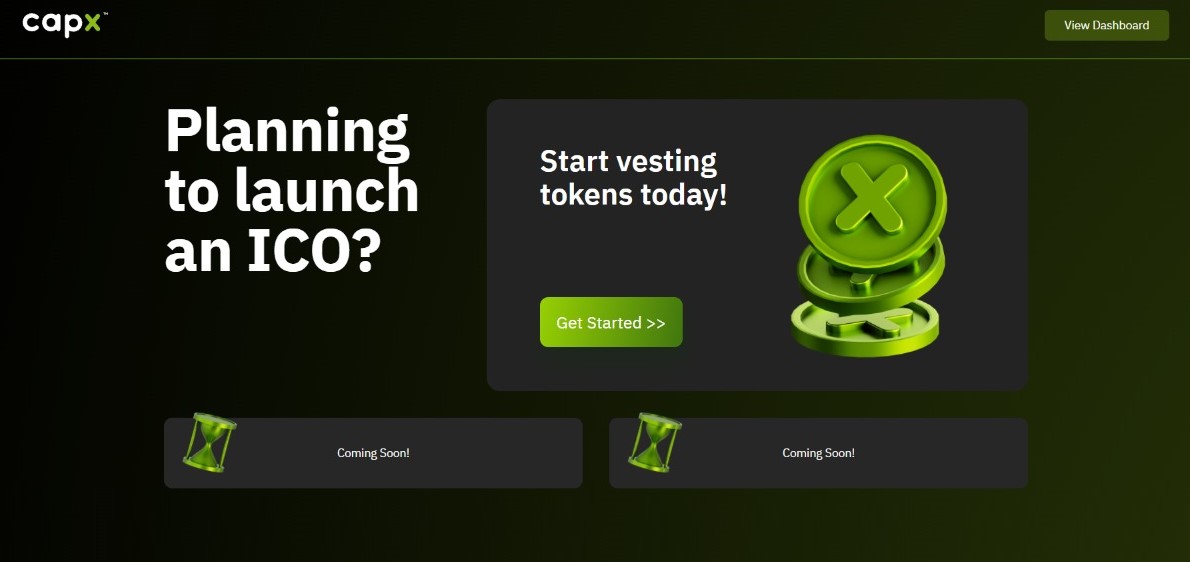 capx™
View Dashboard
Planning
to launch
an ICO?
Start vesting
tokens today!
Get Started >>
Coming Soon!
Coming Soon!